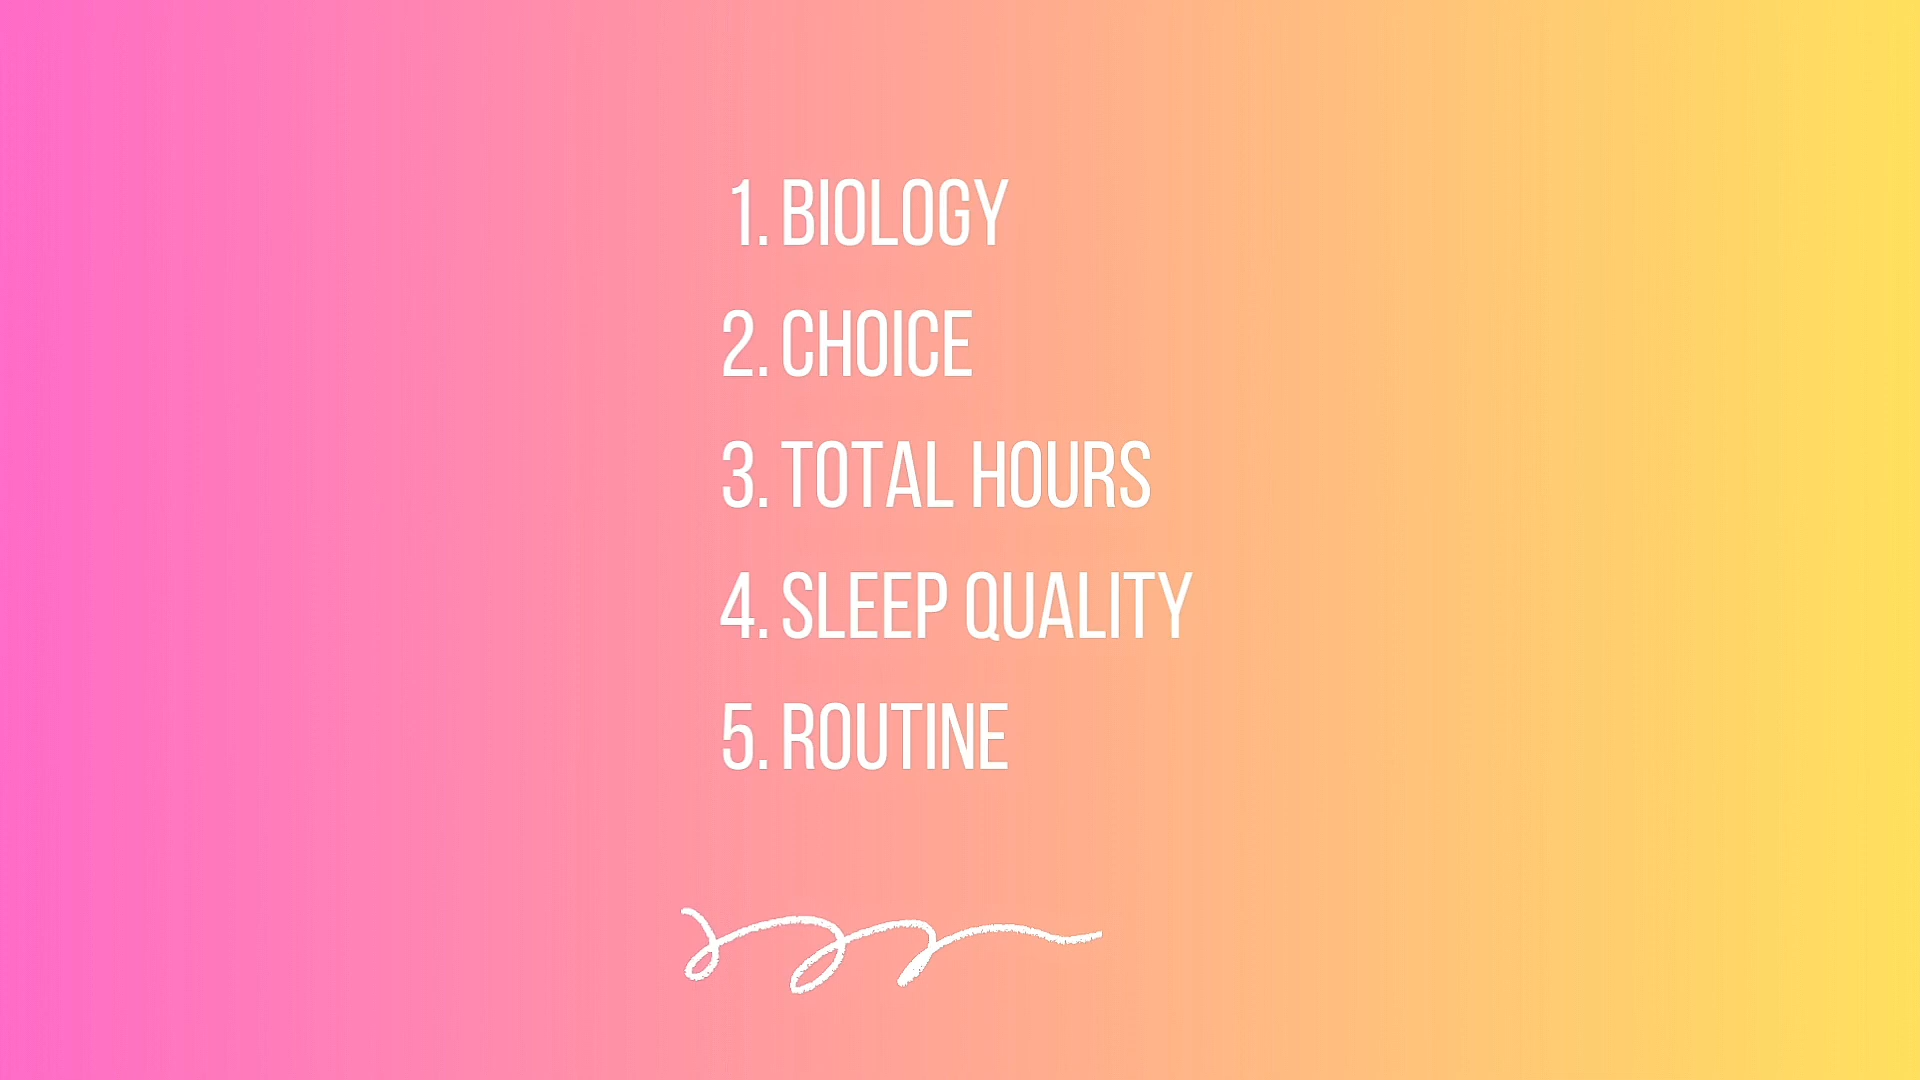 1. BIOLOGY
2. CHOICE
3. TOTAL HOURS
4. SLEEP QUALITY
5. ROUTINE